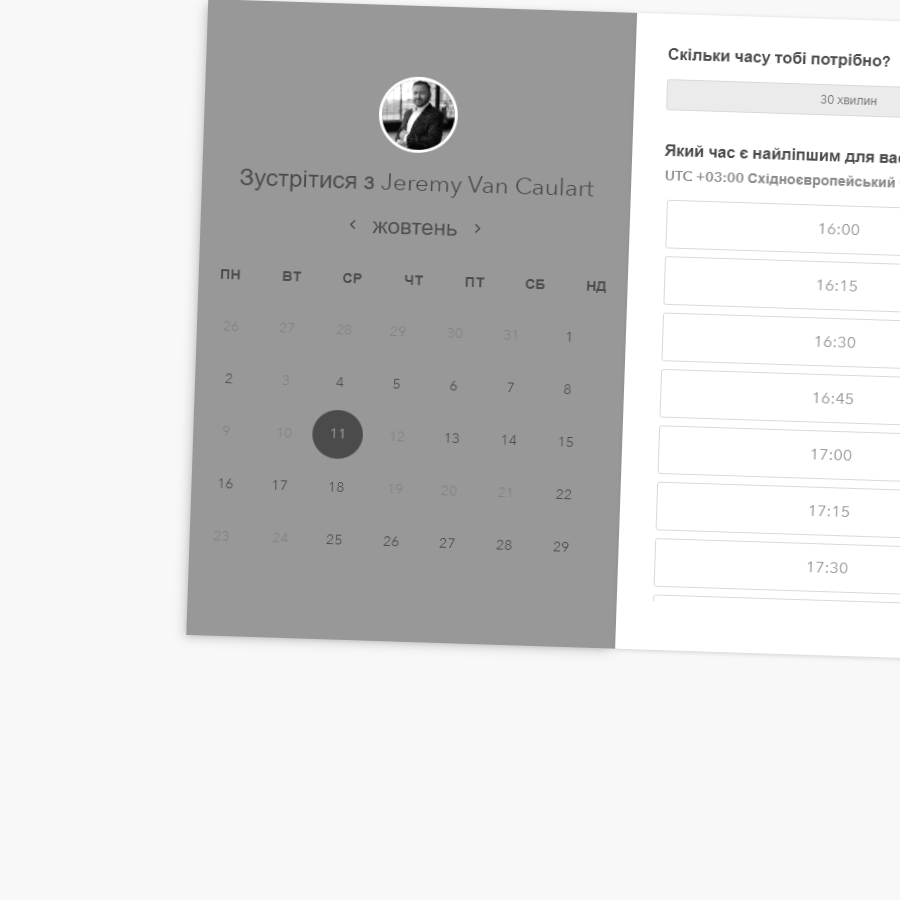 Зустрітися з Jeremy Van Caulart
жовтень
ПН ВТ СР ЧТ ПТ СБ НД
26 27 28 29 30 31 1
2 3 4 5 6 7 8
9 10 11 12 13 14 15
16 17 18 19 20 21 22
23 24 25 26 27 28 29
Скільки часу тобі потрібно?
30 хвилин
Який час є найліпшим для вас
UTC +03:00 Східноєвропейський
16:00
16:15
16:30
16:45
17:00
17:15
17:30